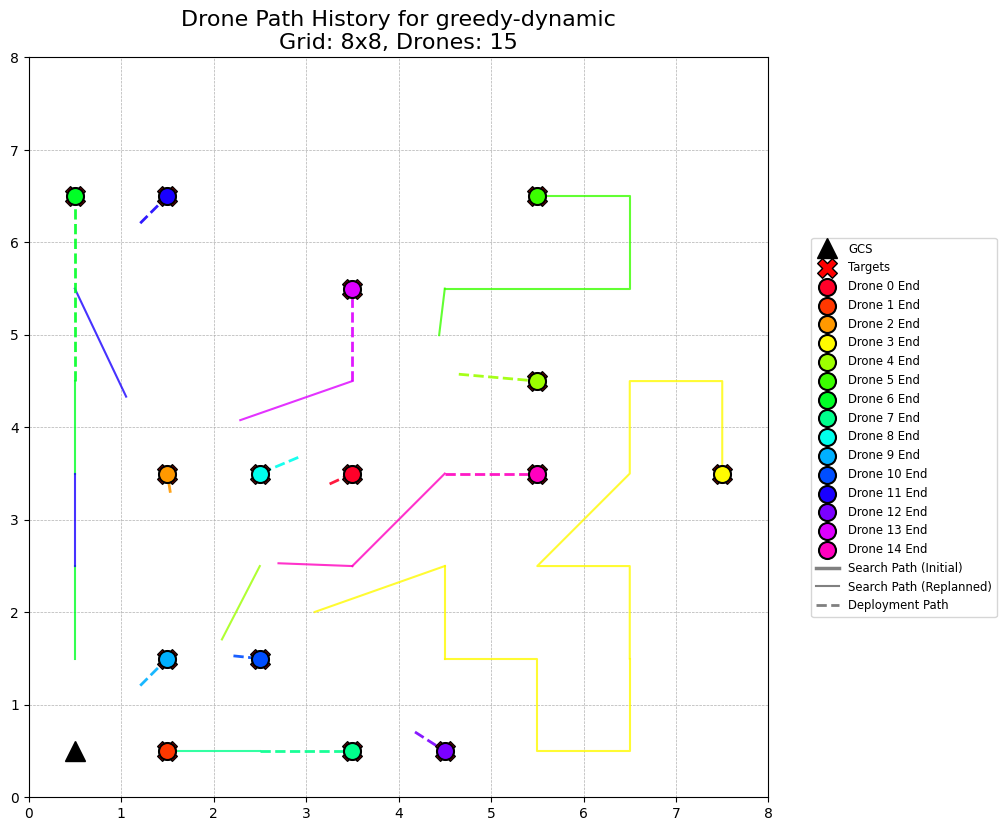 Drone Path History for greedy-dynamic
Grid: 8x8, Drones: 15
8
7
6
5
4
3
2
1
0
0 1 2 3 4 5 6 7 8
GCS
Targets
Drone 0 End
Drone 1 End
Drone 2 End
Drone 3 End
Drone 4 End
Drone 5 End
Drone 6 End
Drone 7 End
Drone 8 End
Drone 9 End
Drone 10 End
Drone 11 End
Drone 12 End
Drone 13 End
Drone 14 End
Search Path (Initial)
Search Path (Replanned)
Deployment Path